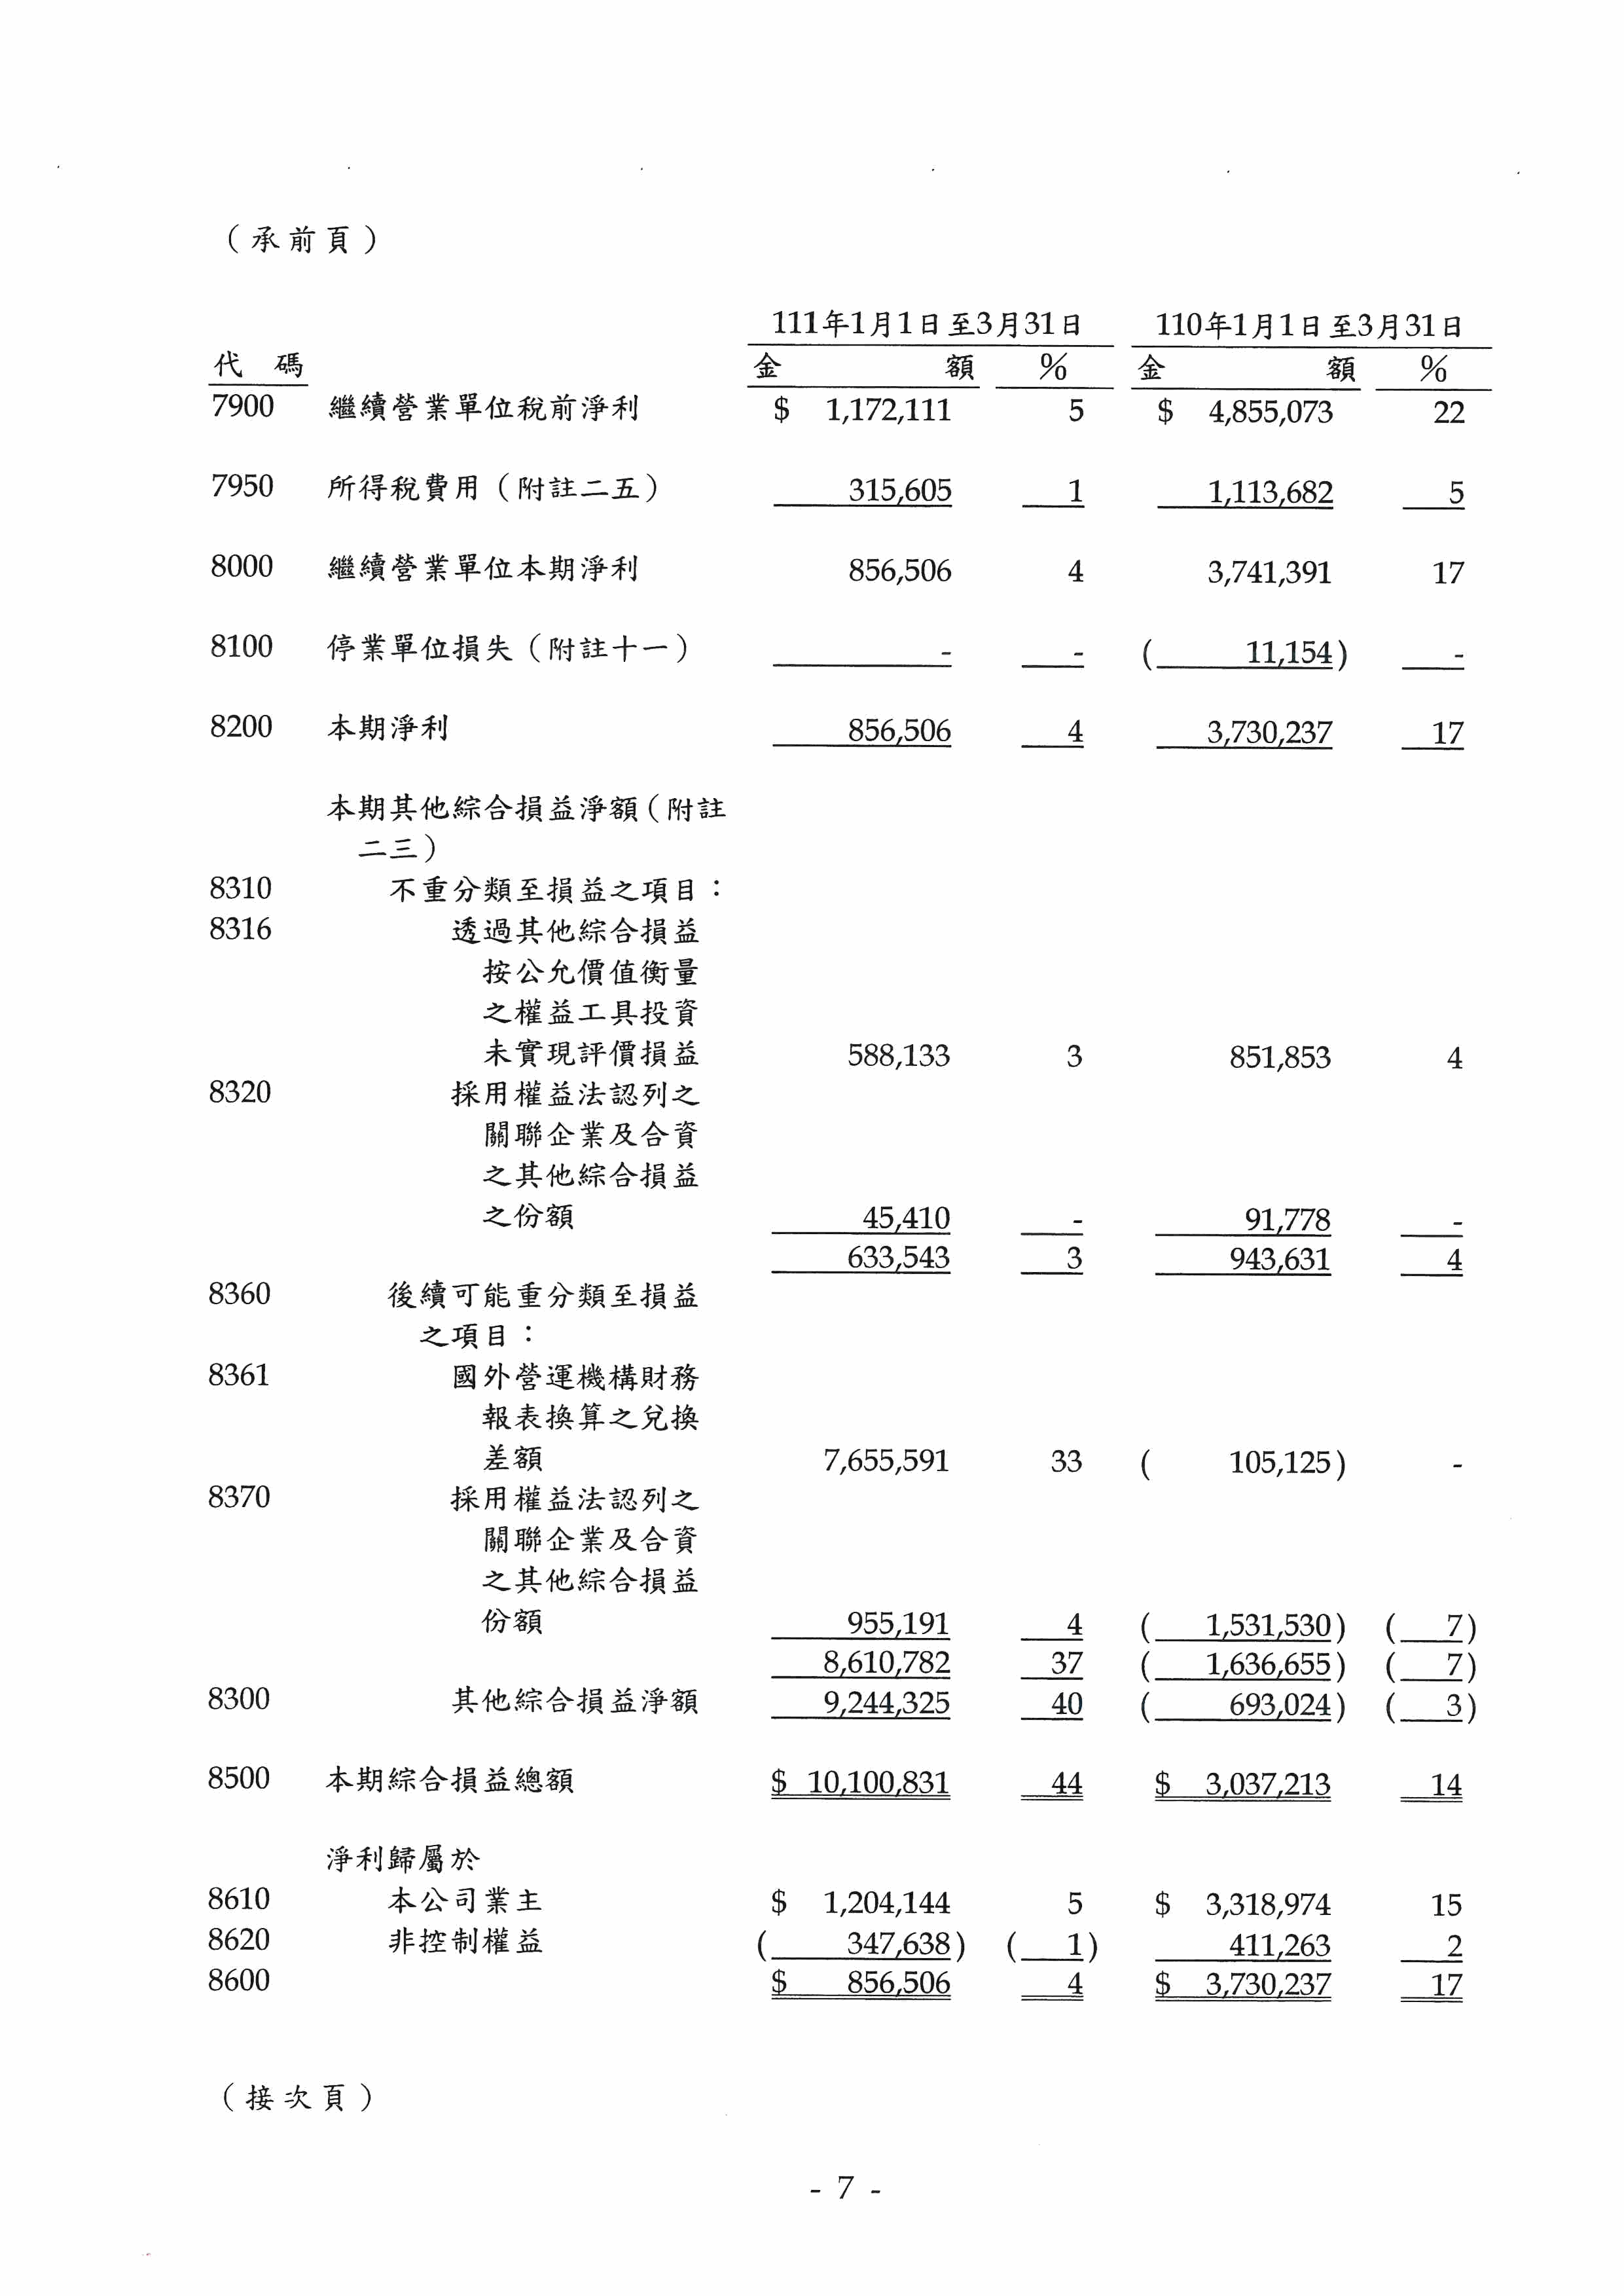 （承前頁）
111年1月1日至3月31日 110年1月1日至3月31日
代 碼 金 額 % 金 額 %
7900 繼續營業單位稅前淨利 $ 1,172,111 5 $ 4,855,073 22
7950 所得稅費用（附註二五） 315,605 1 1,113,682 5
8000 繼續營業單位本期淨利 856,506 4 3,741,391 17
8100 停業單位損失（附註十一） - - ( 11,154) -
8200 本期淨利 856,506 4 3,730,237 17
本期其他綜合損益淨額（附註
二三）
8310 不重分類至損益之項目：
8316 透過其他綜合損益
按公允價值衡量
之權益工具投資
未實現評價損益 588,133 3 851,853 4
8320 採用權益法認列之
關聯企業及合資
之其他綜合損益
之份額 45,410 - 91,778 -
633,543 3 943,631 4
8360 後續可能重分類至損益
之項目：
8361 國外營運機構財務
報表換算之兌換
差額 7,655,591 33 ( 105,125) -
8370 採用權益法認列之
關聯企業及合資
之其他綜合損益
份額 955,191 4 ( 1,531,530) ( 7)
8,610,782 37 ( 1,636,655) ( 7)
8300 其他綜合損益淨額 9,244,325 40 ( 693,024) ( 3)
8500 本期綜合損益總額 $ 10,100,831 44 $ 3,037,213 14
淨利歸屬於
8610 本公司業主 $ 1,204,144 5 $ 3,318,974 15
8620 非控制權益 ( 347,638) ( 1) 411,263 2
8600 $ 856,506 4 $ 3,730,237 17
（接次頁）
- 7 -